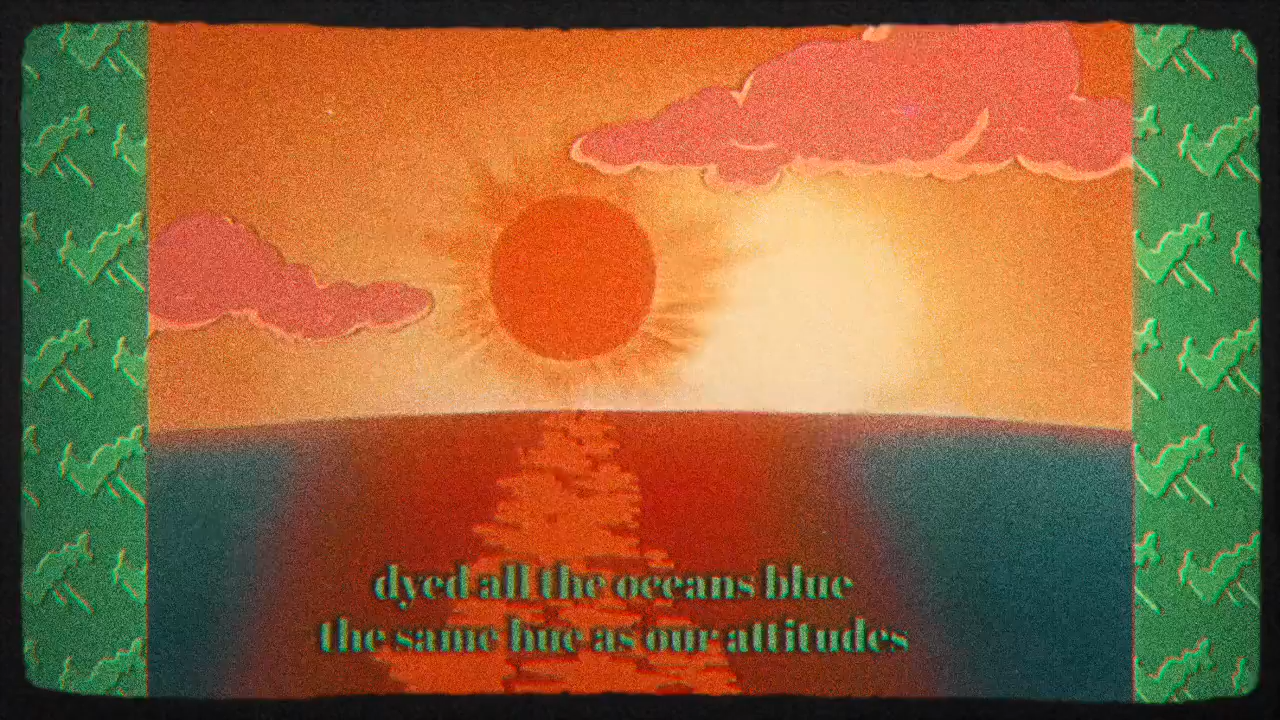 dyed all the oceans blue
the same hue as our attitudes